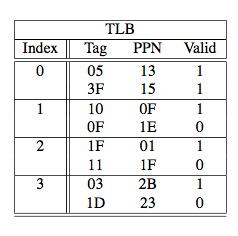 TLB
Index Tag PPN Valid
0 05 13 1
3F 15 1
1 10 0F 1
0F 1E 0
2 1F 01 1
11 1F 0
3 03 2B 1
1D 23 0